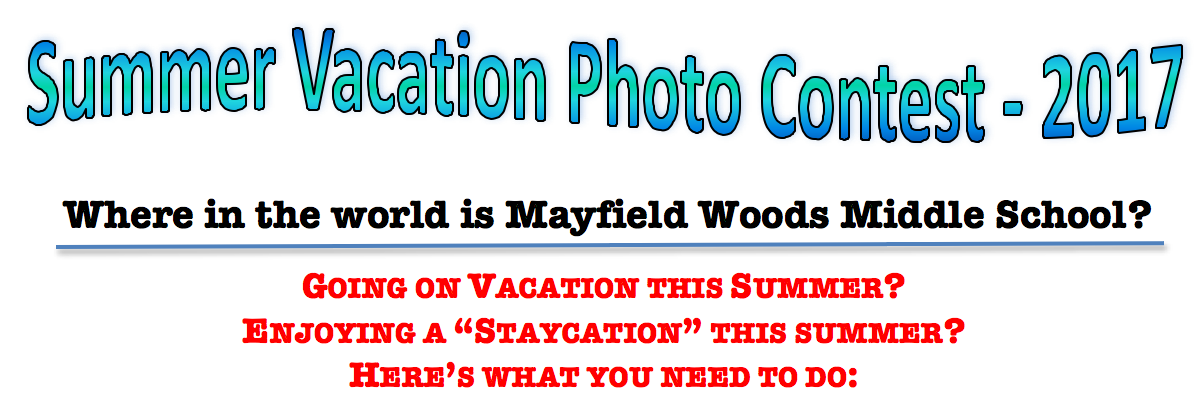 Summer Vacation Photo Contest - 2017
Where in the world is Mayfield Woods Middle School?
Going on Vacation this Summer?
Enjoying a “Staycation” this summer?
Here’s what you need to do: